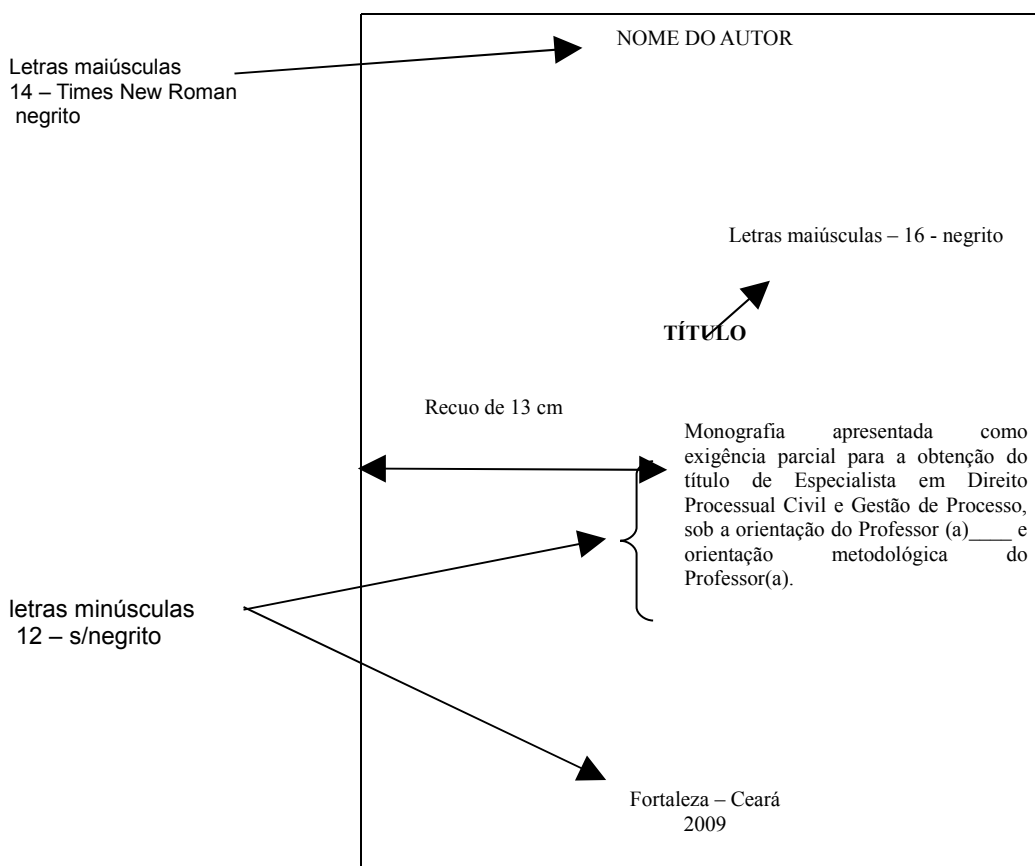 NOME DO AUTOR
Letras maiúsculas
14 – Times New Roman
negrito
Letras maiúsculas – 16 - negrito
TÍTULO
Recuo de 13 cm
Monografia apresentada como
exigência parcial para a obtenção do
título de Especialista em Direito
Processual Civil e Gestão de Processo,
sob a orientação do Professor (a)____ e
orientação metodológica do
Professor(a).
letras minúsculas
12 – s/negrito
Fortaleza – Ceará
2009